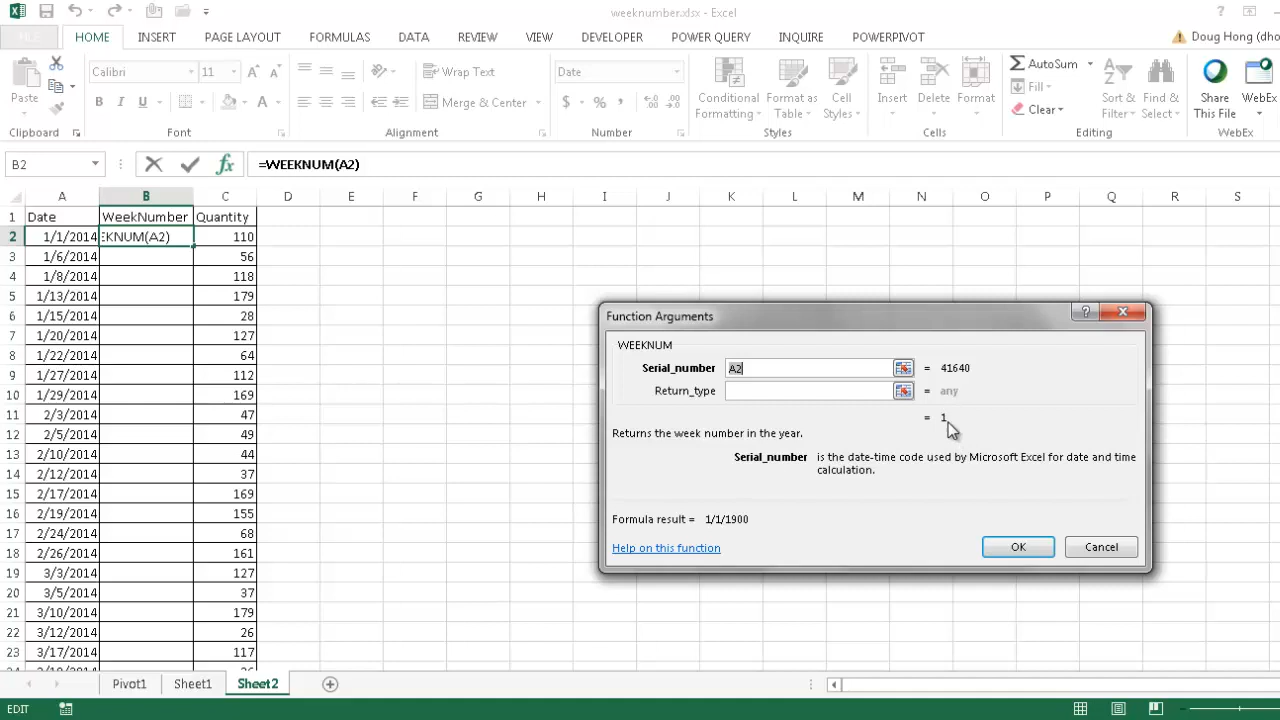 weeknumber.xlsx - Excel
HOME INSERT PAGE LAYOUT FORMULAS DATA REVIEW VIEW DEVELOPER POWER QUERY INQUIRE POWERPIVOT Doug Hong (dho
Calibri 11 Wrap Text Date AutoSum
Paste Merge & Center Conditional Formatting Format as Table Cell Styles Insert Delete Format Fill Clear Sort & Filter Find & Select Share This File WebEx
Clipboard Font Alignment Number Styles Cells Editing WebEx
B2 fx =WEEKNUM(A2)
A B C D E F G H I J K L M N O P Q R S
1 Date WeekNumber Quantity
2 1/1/2014 EKNUM(A2) 110
3 1/6/2014 56
4 1/8/2014 118
5 1/13/2014 179
6 1/15/2014 28
7 1/20/2014 127
8 1/22/2014 64
9 1/27/2014 112
10 1/29/2014 169
11 2/3/2014 47
12 2/5/2014 49
13 2/10/2014 44
14 2/12/2014 37
15 2/17/2014 169
16 2/19/2014 155
17 2/24/2014 68
18 2/26/2014 161
19 3/3/2014 127
20 3/5/2014 37
21 3/10/2014 179
22 3/12/2014 26
23 3/17/2014 117
Function Arguments
WEEKNUM
Serial_number A2 = 41640
Return_type = any
= 1
Returns the week number in the year.
Serial_number is the date-time code used by Microsoft Excel for date and time
calculation.
Formula result = 1/1/1900
Help on this function OK Cancel
Pivot1 Sheet1 Sheet2
EDIT